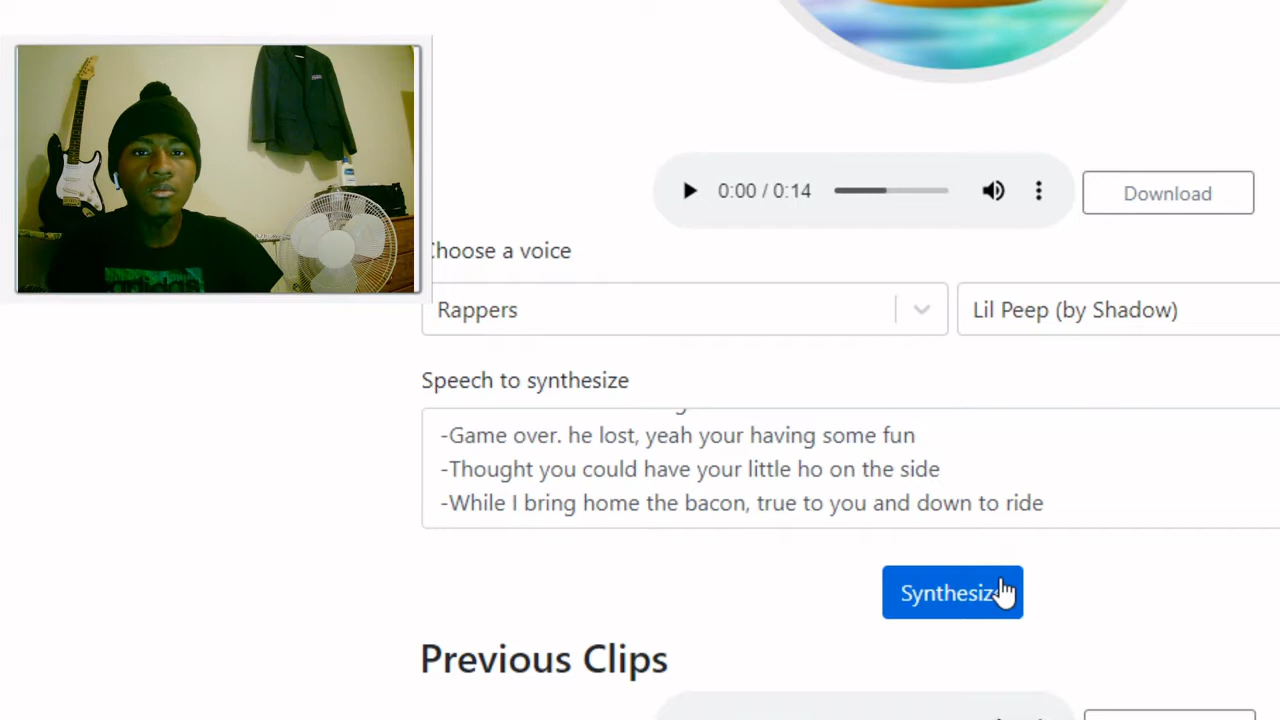 0:00 / 0:14
Download
Choose a voice
Rappers
Lil Peep (by Shadow)
Speech to synthesize
-Game over. he lost, yeah your having some fun
-Thought you could have your little ho on the side
-While I bring home the bacon, true to you and down to ride
Synthesize
Previous Clips